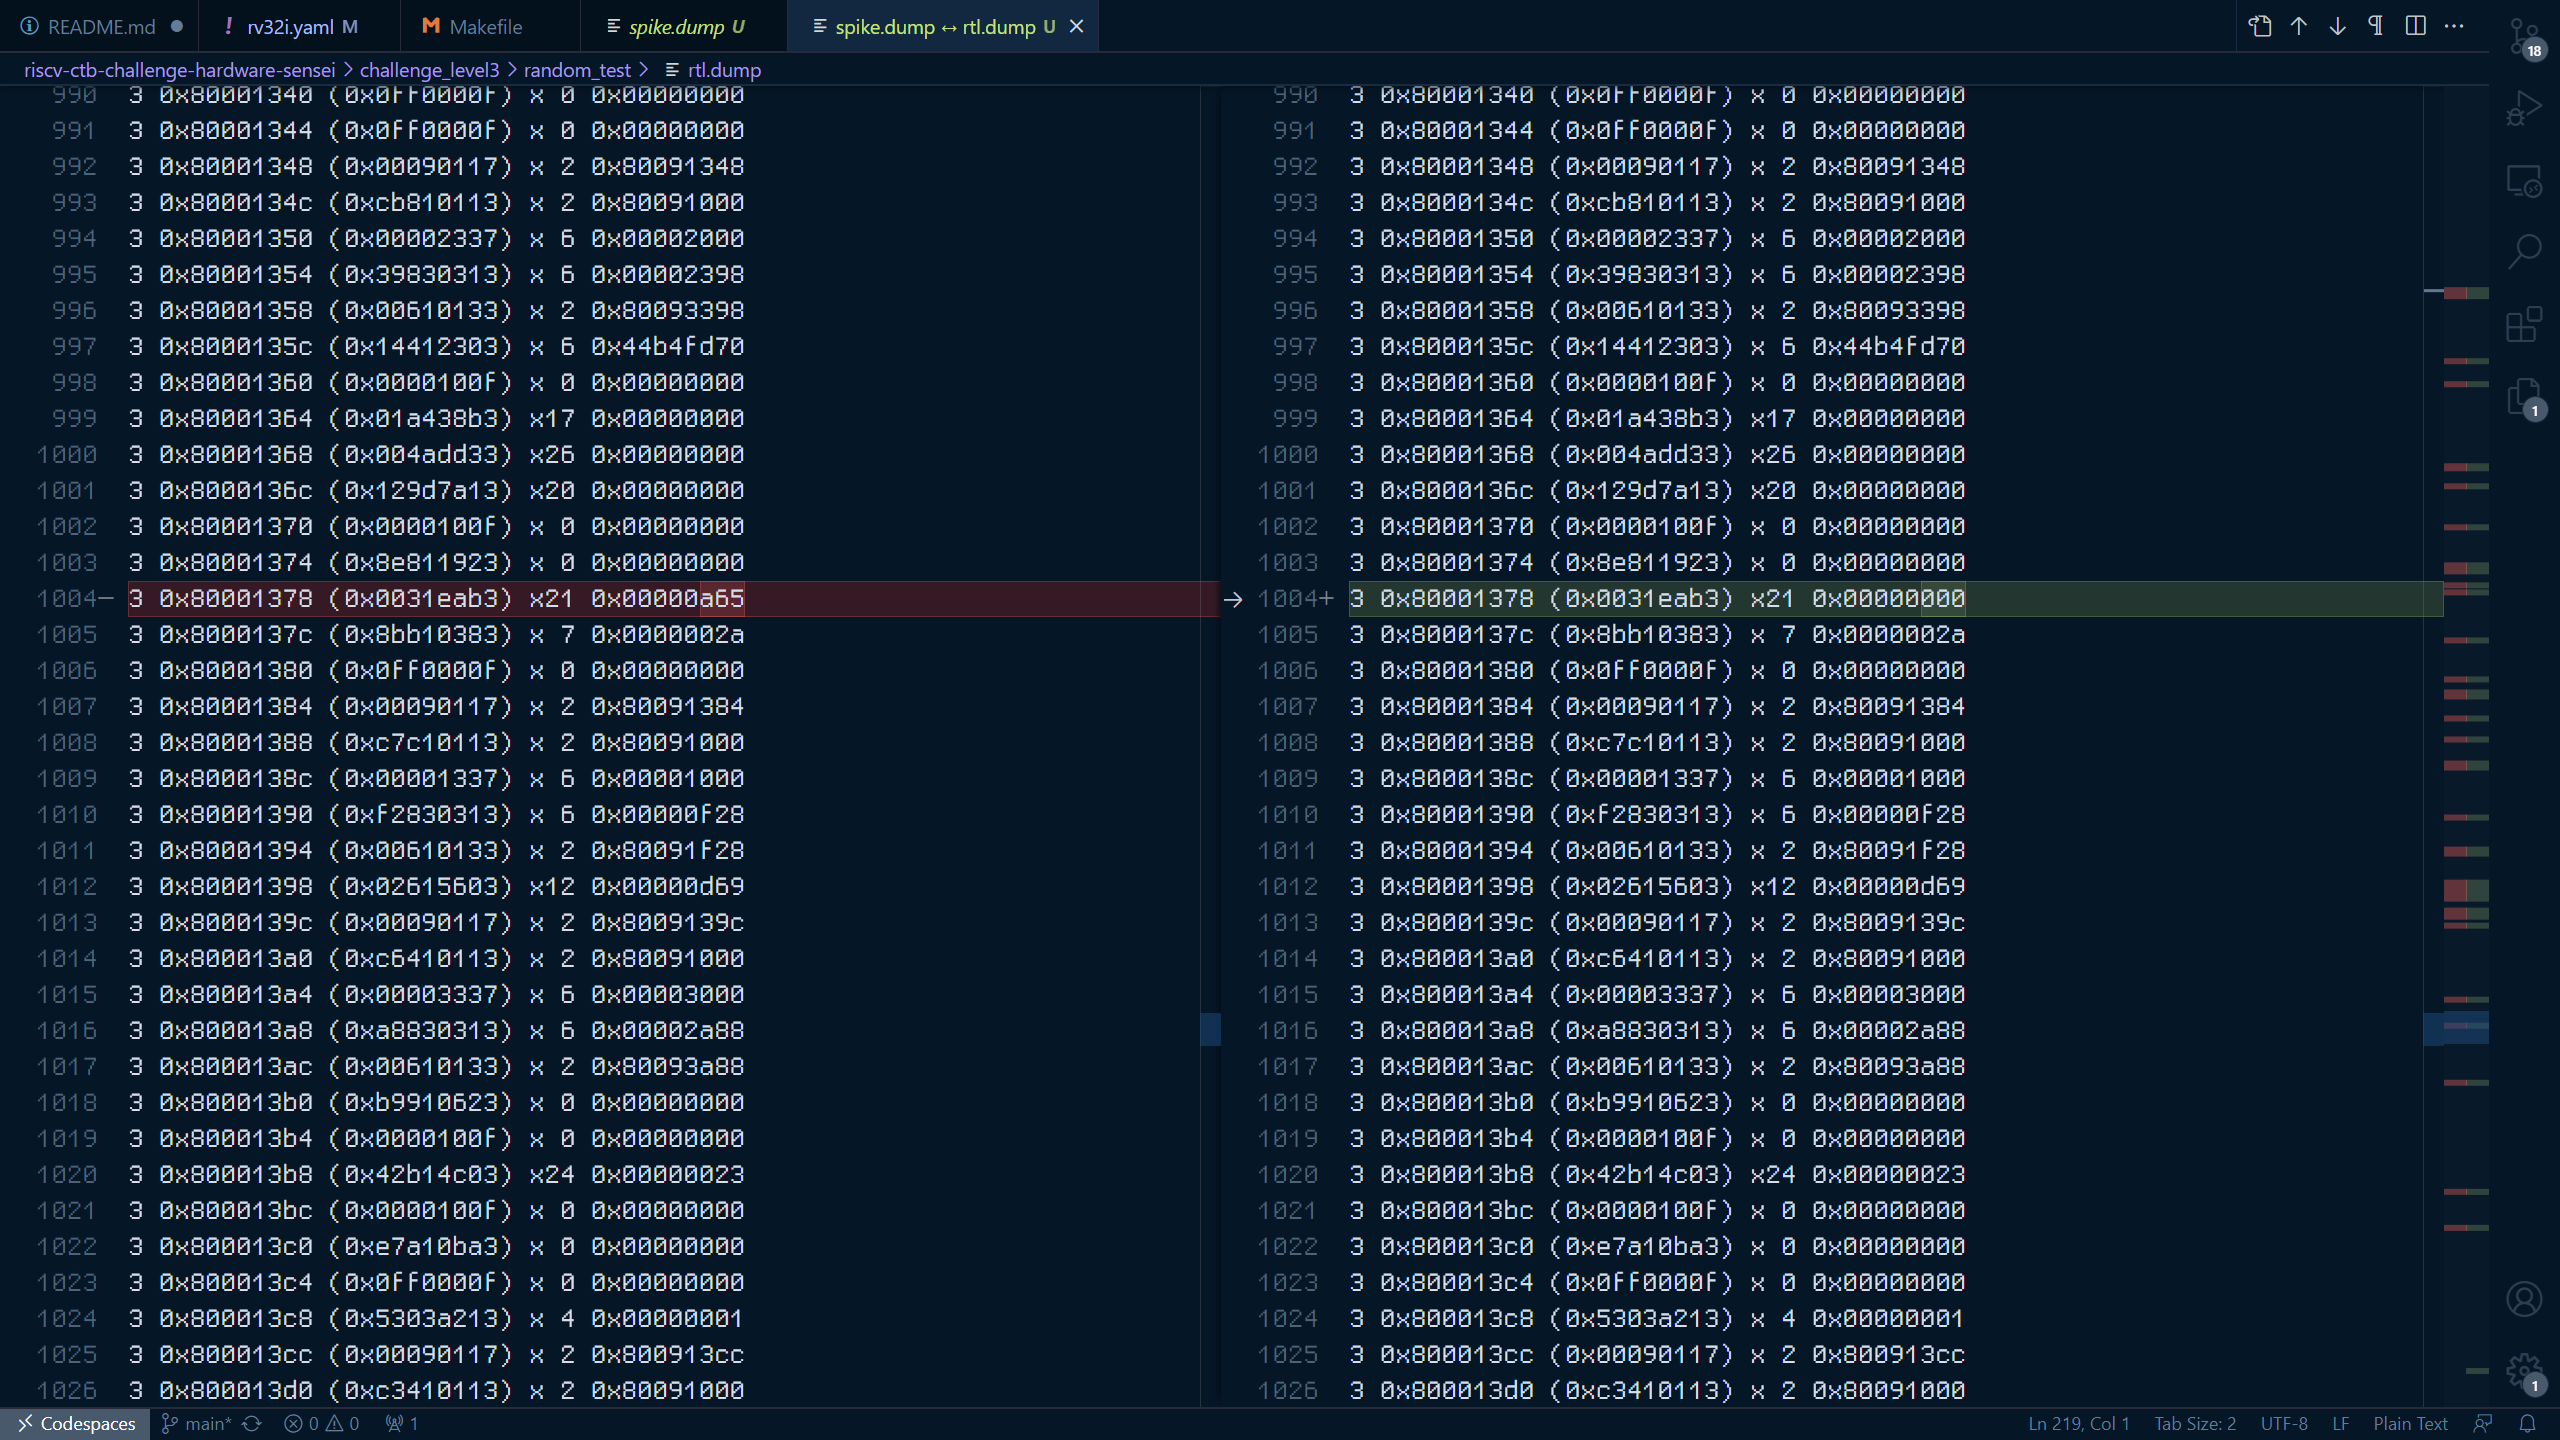 README.md
rv32i.yaml M
Makefile
spike.dump U
spike.dump ↔ rtl.dump U
riscv-ctb-challenge-hardware-sensei > challenge_level3 > random_test > rtl.dump
990 3 0x80001340 (0x0ff0000f) x 0 0x00000000 990 3 0x80001340 (0x0ff0000f) x 0 0x00000000
991 3 0x80001344 (0x0ff0000f) x 0 0x00000000 991 3 0x80001344 (0x0ff0000f) x 0 0x00000000
992 3 0x80001348 (0x00090117) x 2 0x80091348 992 3 0x80001348 (0x00090117) x 2 0x80091348
993 3 0x8000134c (0xcb810113) x 2 0x80091000 993 3 0x8000134c (0xcb810113) x 2 0x80091000
994 3 0x80001350 (0x00002337) x 6 0x00002000 994 3 0x80001350 (0x00002337) x 6 0x00002000
995 3 0x80001354 (0x39830313) x 6 0x00002398 995 3 0x80001354 (0x39830313) x 6 0x00002398
996 3 0x80001358 (0x00610133) x 2 0x80093398 996 3 0x80001358 (0x00610133) x 2 0x80093398
997 3 0x8000135c (0x14412303) x 6 0x44b4fd70 997 3 0x8000135c (0x14412303) x 6 0x44b4fd70
998 3 0x80001360 (0x0000100f) x 0 0x00000000 998 3 0x80001360 (0x0000100f) x 0 0x00000000
999 3 0x80001364 (0x01a438b3) x17 0x00000000 999 3 0x80001364 (0x01a438b3) x17 0x00000000
1000 3 0x80001368 (0x004add33) x26 0x00000000 1000 3 0x80001368 (0x004add33) x26 0x00000000
1001 3 0x8000136c (0x129d7a13) x20 0x00000000 1001 3 0x8000136c (0x129d7a13) x20 0x00000000
1002 3 0x80001370 (0x0000100f) x 0 0x00000000 1002 3 0x80001370 (0x0000100f) x 0 0x00000000
1003 3 0x80001374 (0x8e811923) x 0 0x00000000 1003 3 0x80001374 (0x8e811923) x 0 0x00000000
1004− 3 0x80001378 (0x0031eab3) x21 0x00000a65 → 1004+ 3 0x80001378 (0x0031eab3) x21 0x00000000
1005 3 0x8000137c (0x8bb10383) x 7 0x0000002a 1005 3 0x8000137c (0x8bb10383) x 7 0x0000002a
1006 3 0x80001380 (0x0ff0000f) x 0 0x00000000 1006 3 0x80001380 (0x0ff0000f) x 0 0x00000000
1007 3 0x80001384 (0x00090117) x 2 0x80091384 1007 3 0x80001384 (0x00090117) x 2 0x80091384
1008 3 0x80001388 (0xc7c10113) x 2 0x80091000 1008 3 0x80001388 (0xc7c10113) x 2 0x80091000
1009 3 0x8000138c (0x00001337) x 6 0x00001000 1009 3 0x8000138c (0x00001337) x 6 0x00001000
1010 3 0x80001390 (0xf2830313) x 6 0x00000f28 1010 3 0x80001390 (0xf2830313) x 6 0x00000f28
1011 3 0x80001394 (0x00610133) x 2 0x80091f28 1011 3 0x80001394 (0x00610133) x 2 0x80091f28
1012 3 0x80001398 (0x02615603) x12 0x00000d69 1012 3 0x80001398 (0x02615603) x12 0x00000d69
1013 3 0x8000139c (0x00090117) x 2 0x8009139c 1013 3 0x8000139c (0x00090117) x 2 0x8009139c
1014 3 0x800013a0 (0xc6410113) x 2 0x80091000 1014 3 0x800013a0 (0xc6410113) x 2 0x80091000
1015 3 0x800013a4 (0x00003337) x 6 0x00003000 1015 3 0x800013a4 (0x00003337) x 6 0x00003000
1016 3 0x800013a8 (0xa8830313) x 6 0x00002a88 1016 3 0x800013a8 (0xa8830313) x 6 0x00002a88
1017 3 0x800013ac (0x00610133) x 2 0x80093a88 1017 3 0x800013ac (0x00610133) x 2 0x80093a88
1018 3 0x800013b0 (0xb9910623) x 0 0x00000000 1018 3 0x800013b0 (0xb9910623) x 0 0x00000000
1019 3 0x800013b4 (0x0000100f) x 0 0x00000000 1019 3 0x800013b4 (0x0000100f) x 0 0x00000000
1020 3 0x800013b8 (0x42b14c03) x24 0x00000023 1020 3 0x800013b8 (0x42b14c03) x24 0x00000023
1021 3 0x800013bc (0x0000100f) x 0 0x00000000 1021 3 0x800013bc (0x0000100f) x 0 0x00000000
1022 3 0x800013c0 (0xe7a10ba3) x 0 0x00000000 1022 3 0x800013c0 (0xe7a10ba3) x 0 0x00000000
1023 3 0x800013c4 (0x0ff0000f) x 0 0x00000000 1023 3 0x800013c4 (0x0ff0000f) x 0 0x00000000
1024 3 0x800013c8 (0x5303a213) x 4 0x00000001 1024 3 0x800013c8 (0x5303a213) x 4 0x00000001
1025 3 0x800013cc (0x00090117) x 2 0x800913cc 1025 3 0x800013cc (0x00090117) x 2 0x800913cc
1026 3 0x800013d0 (0xc3410113) x 2 0x80091000 1026 3 0x800013d0 (0xc3410113) x 2 0x80091000
18
1
1
Codespaces main* 0 0 1 Ln 219, Col 1 Tab Size: 2 UTF-8 LF Plain Text